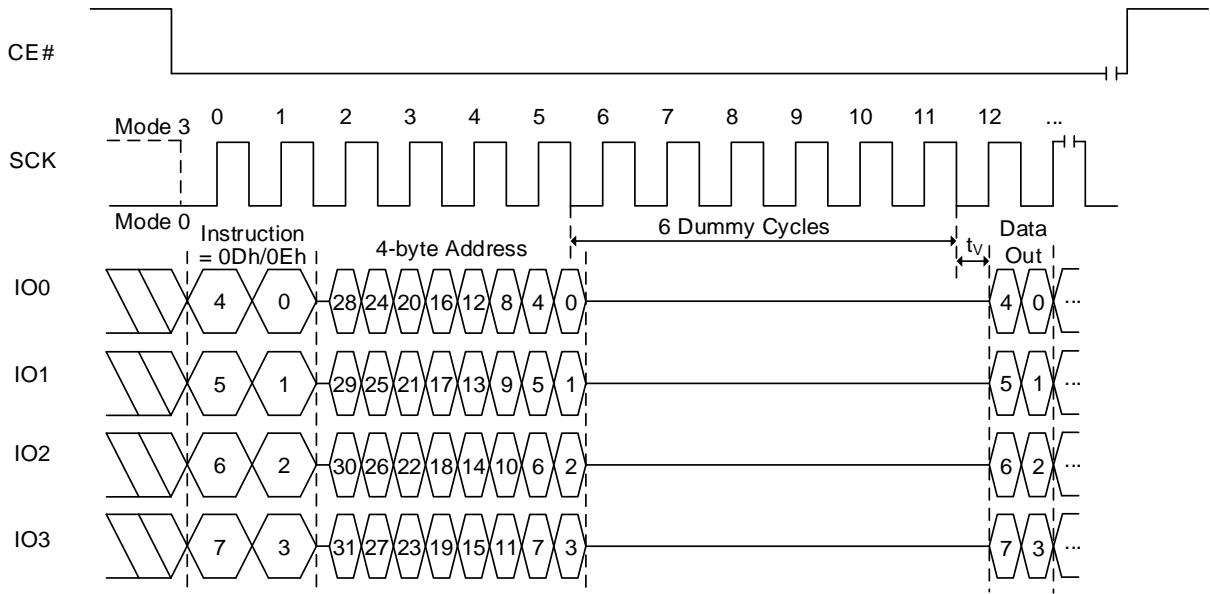 CE#
0 1 2 3 4 5 6 7 8 9 10 11 12 ...
Mode 3
SCK
Mode 0
Instruction
= 0Dh/0Eh
4-byte Address
6 Dummy Cycles
tV
Data
Out
IO0 4 0 28 24 20 16 12 8 4 0 4 0 ...
IO1 5 1 29 25 21 17 13 9 5 1 5 1 ...
IO2 6 2 30 26 22 18 14 10 6 2 6 2 ...
IO3 7 3 31 27 23 19 15 11 7 3 7 3 ...